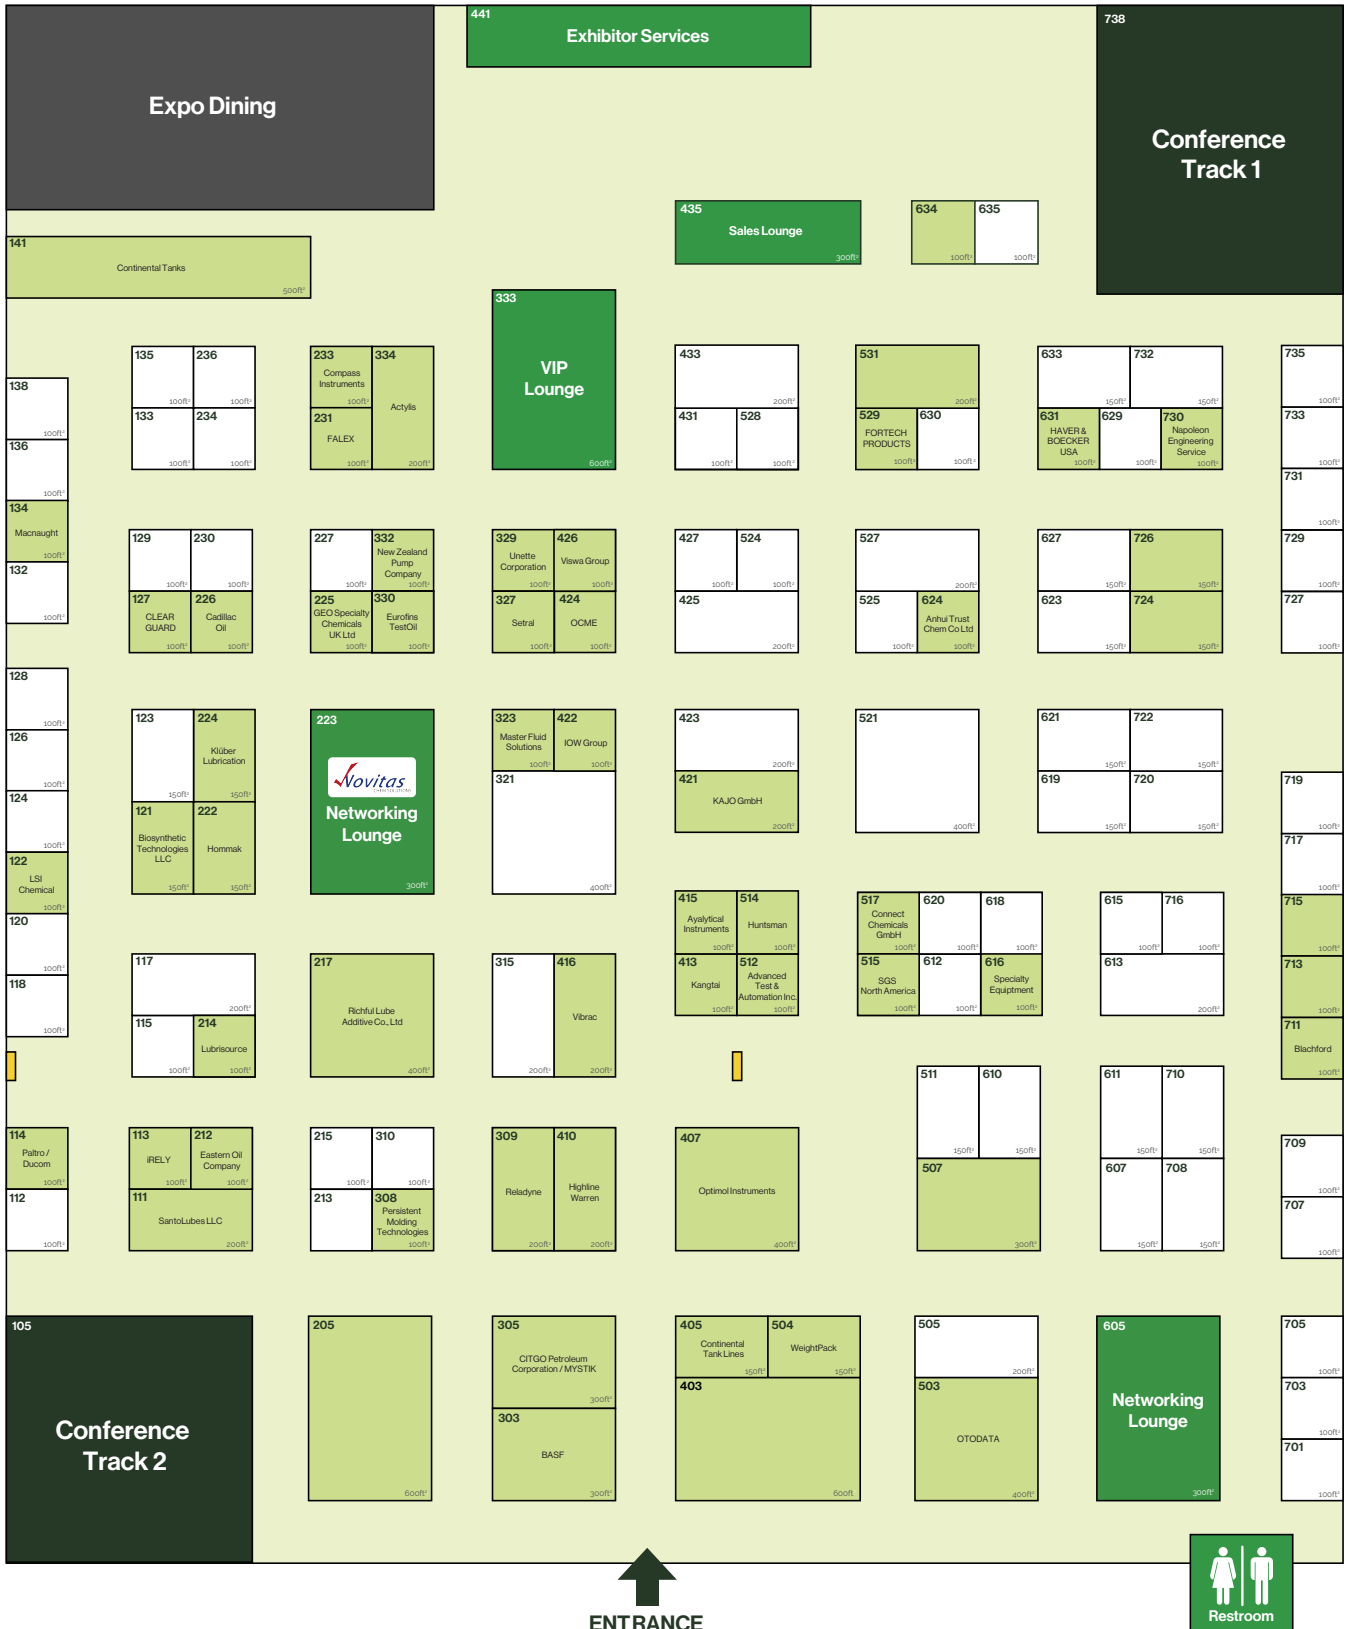 441
Exhibitor Services
738
Expo Dining
Conference
Track 1
435
Sales Lounge
300ft²
634
100ft²
635
100ft²
141
Continental Tanks
500ft²
333
VIP
Lounge
600ft²
138
100ft²
136
100ft²
134
Macnaught
100ft²
132
100ft²
135
100ft²
236
100ft²
133
100ft²
234
100ft²
233
Compass
Instruments
100ft²
334
Actylis
200ft²
231
FALEX
100ft²
433
200ft²
431
100ft²
528
100ft²
531
200ft²
529
FORTECH
PRODUCTS
100ft²
630
100ft²
633
150ft²
732
150ft²
631
HAVER &
BOECKER
USA
100ft²
629
100ft²
730
Napoleon
Engineering
Service
100ft²
735
100ft²
733
100ft²
731
100ft²
729
100ft²
727
100ft²
129
100ft²
230
100ft²
127
CLEAR
GUARD
100ft²
226
Cadillac
Oil
100ft²
227
100ft²
332
New Zealand
Pump
Company
100ft²
225
GEO Specialty
Chemicals
UK Ltd
100ft²
330
Eurofins
TestOil
100ft²
329
Unette
Corporation
100ft²
426
Viswa Group
100ft²
327
Setral
100ft²
424
OCME
100ft²
427
100ft²
524
100ft²
425
200ft²
527
200ft²
525
100ft²
624
Anhui Trust
Chem Co Ltd
100ft²
627
150ft²
726
150ft²
623
150ft²
724
150ft²
128
100ft²
126
100ft²
124
100ft²
122
LSI
Chemical
100ft²
120
100ft²
118
100ft²
123
150ft²
224
Klüber
Lubrication
150ft²
121
Biosynthetic
Technologies
LLC
150ft²
222
Hommak
150ft²
223
Novitas
Networking
Lounge
300ft²
323
Master Fluid
Solutions
100ft²
422
IOW Group
100ft²
321
400ft²
423
200ft²
421
KAJO GmbH
200ft²
521
400ft²
621
150ft²
722
150ft²
619
150ft²
720
150ft²
719
100ft²
717
100ft²
715
100ft²
713
100ft²
711
Blachford
100ft²
117
200ft²
115
100ft²
214
Lubrisource
100ft²
217
Richful Lube
Additive Co., Ltd
400ft²
315
200ft²
416
Vibrac
200ft²
415
Ayalytical
Instruments
100ft²
514
Huntsman
100ft²
413
Kangtai
100ft²
512
Advanced
Test &
Automation Inc.
100ft²
517
Connect
Chemicals
GmbH
100ft²
620
100ft²
618
100ft²
515
SGS
North America
100ft²
612
100ft²
616
Specialty
Equiptment
100ft²
615
100ft²
716
100ft²
613
200ft²
511
150ft²
610
150ft²
507
300ft²
611
150ft²
710
150ft²
607
150ft²
708
150ft²
709
100ft²
707
100ft²
114
Paltro /
Ducom
100ft²
112
100ft²
113
iRELY
100ft²
212
Eastern Oil
Company
100ft²
111
SantoLubes LLC
200ft²
215
100ft²
310
100ft²
213
308
Persistent
Molding
Technologies
100ft²
309
Reladyne
200ft²
410
Highline
Warren
200ft²
407
Optimol Instruments
400ft²
105
Conference
Track 2
205
600ft²
305
CITGO Petroleum
Corporation / MYSTIK
300ft²
303
BASF
300ft²
405
Continental
Tank Lines
150ft²
504
WeightPack
150ft²
403
600ft
505
200ft²
503
OTODATA
400ft²
605
Networking
Lounge
300ft²
705
100ft²
703
100ft²
701
100ft²
ENTRANCE
Restroom